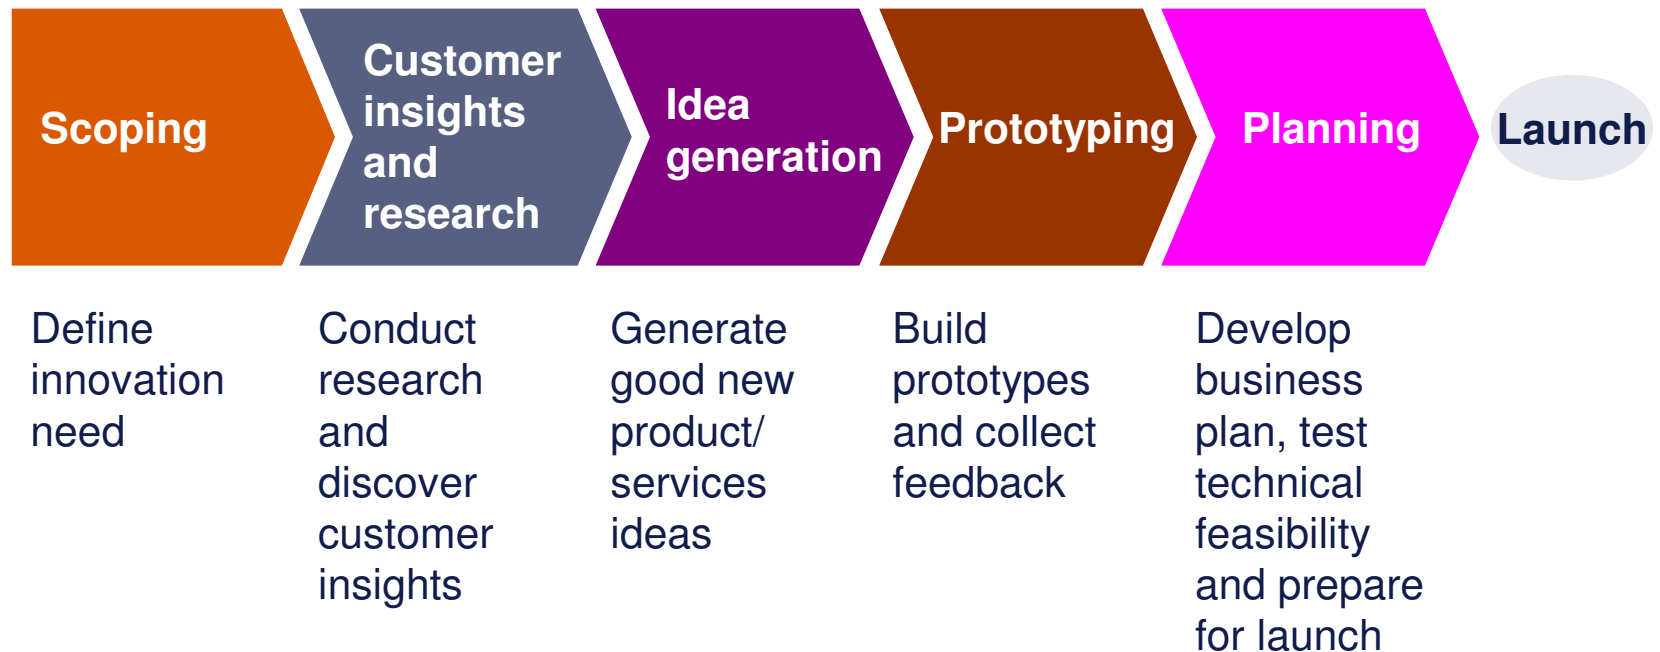 Scoping
Customer
insights
and
research
Idea
generation
Prototyping
Planning
Launch
Define
innovation
need
Conduct
research
and
discover
customer
insights
Generate
good new
product/
services
ideas
Build
prototypes
and collect
feedback
Develop
business
plan, test
technical
feasibility
and prepare
for launch